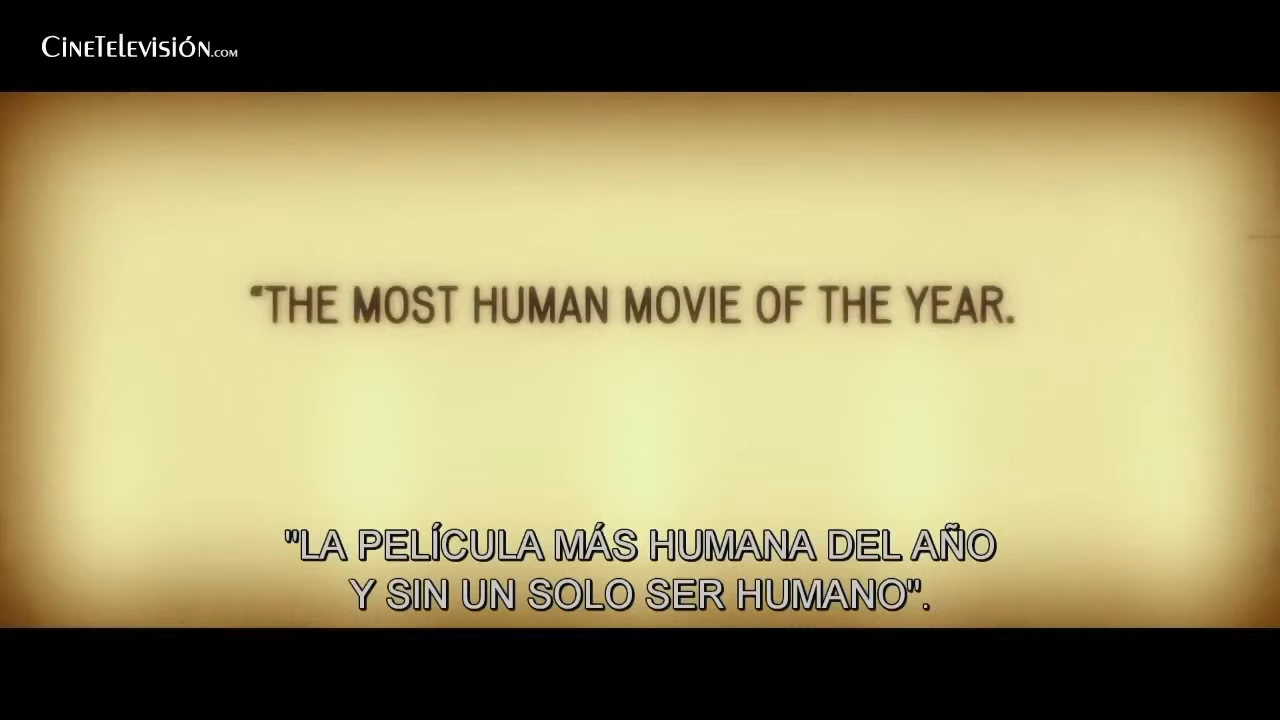 CineTelevisión.com
“THE MOST HUMAN MOVIE OF THE YEAR.
"LA PELÍCULA MÁS HUMANA DEL AÑO
Y SIN UN SOLO SER HUMANO".